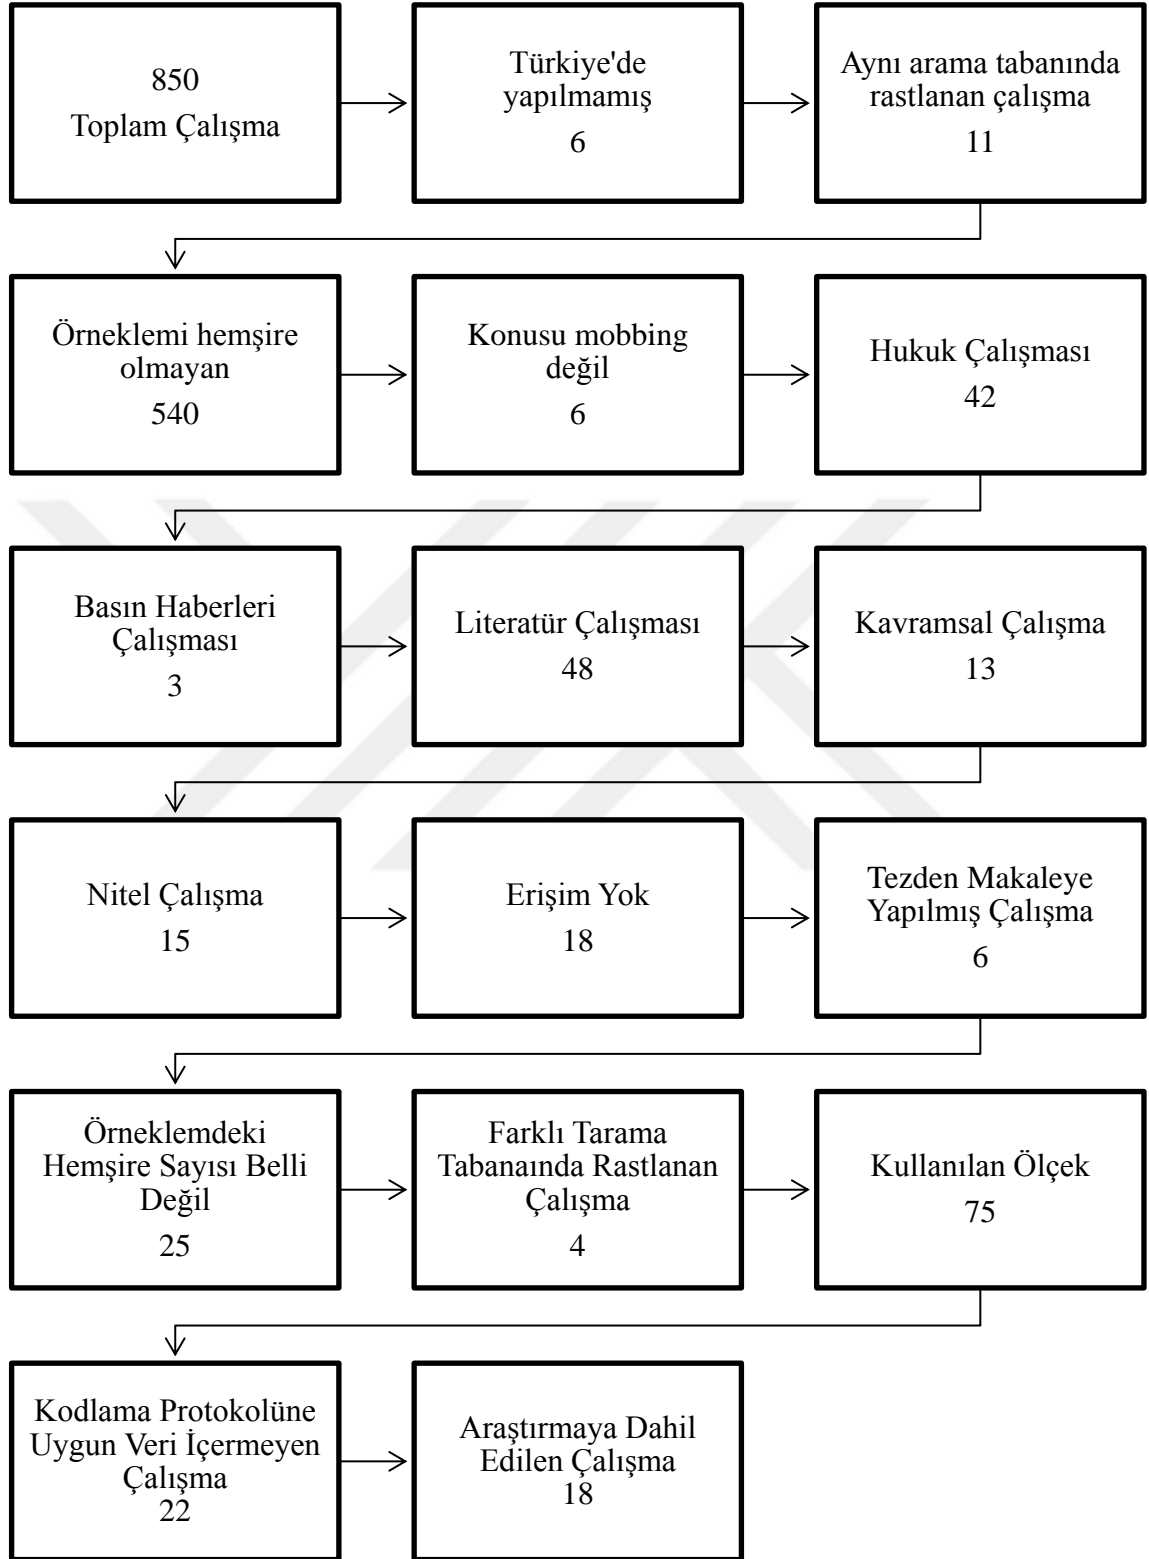 850
Toplam Çalışma
Türkiye'de
yapılmamış
6
Aynı arama tabanında
rastlanan çalışma
11
Örneklemi hemşire
olmayan
540
Konusu mobbing
değil
6
Hukuk Çalışması
42
Basın Haberleri
Çalışması
3
Literatür Çalışması
48
Kavramsal Çalışma
13
Nitel Çalışma
15
Erişim Yok
18
Tezden Makaleye
Yapılmış Çalışma
6
Örneklemdeki
Hemşire Sayısı Belli
Değil
25
Farklı Tarama
Tabanaında Rastlanan
Çalışma
4
Kullanılan Ölçek
75
Kodlama Protokolüne
Uygun Veri İçermeyen
Çalışma
22
Araştırmaya Dahil
Edilen Çalışma
18